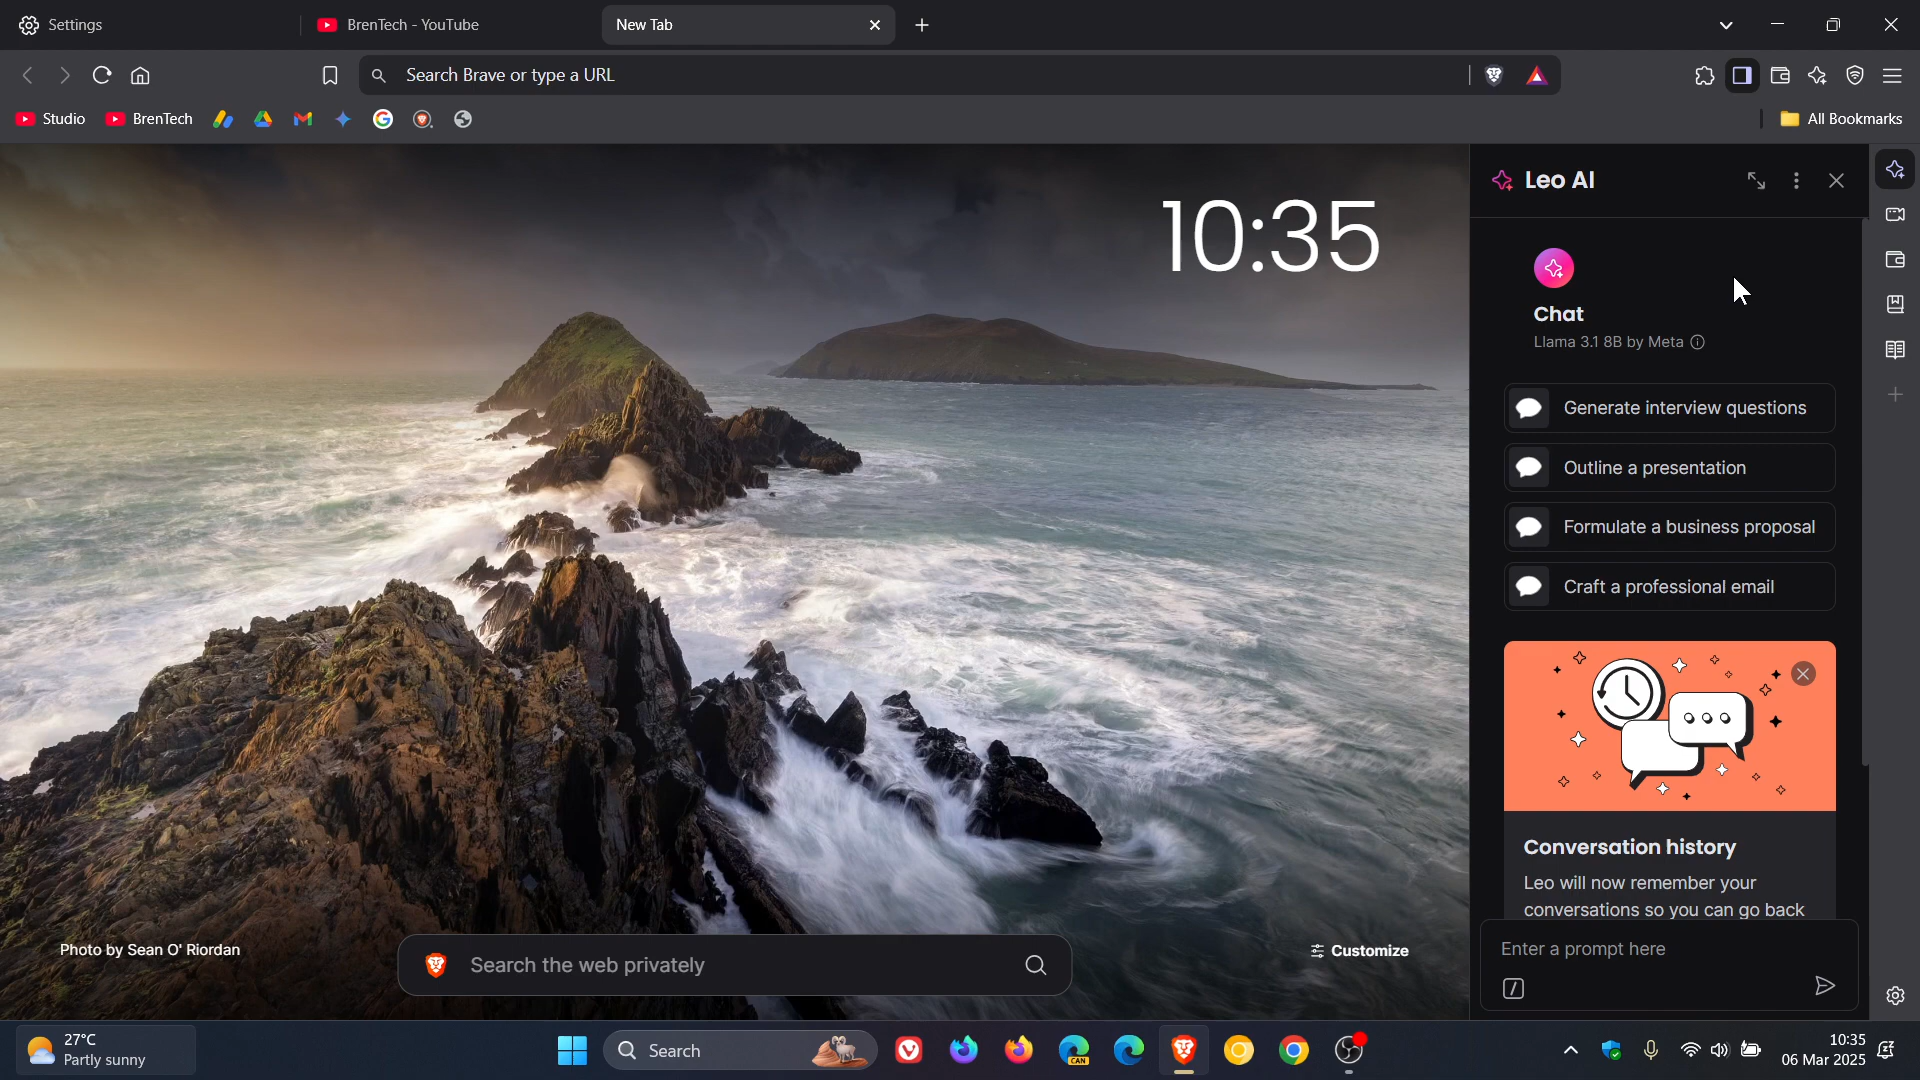 Settings
BrenTech - YouTube
New Tab
Search Brave or type a URL
Studio
BrenTech
All Bookmarks
10:35
Leo AI
Chat
Llama 3.1 8B by Meta
Generate interview questions
Outline a presentation
Formulate a business proposal
Craft a professional email
Conversation history
Leo will now remember your
conversations so you can go back
Enter a prompt here
Photo by Sean O' Riordan
Search the web privately
Customize
27°C
Partly sunny
Search
CAN
10:35
06 Mar 2025